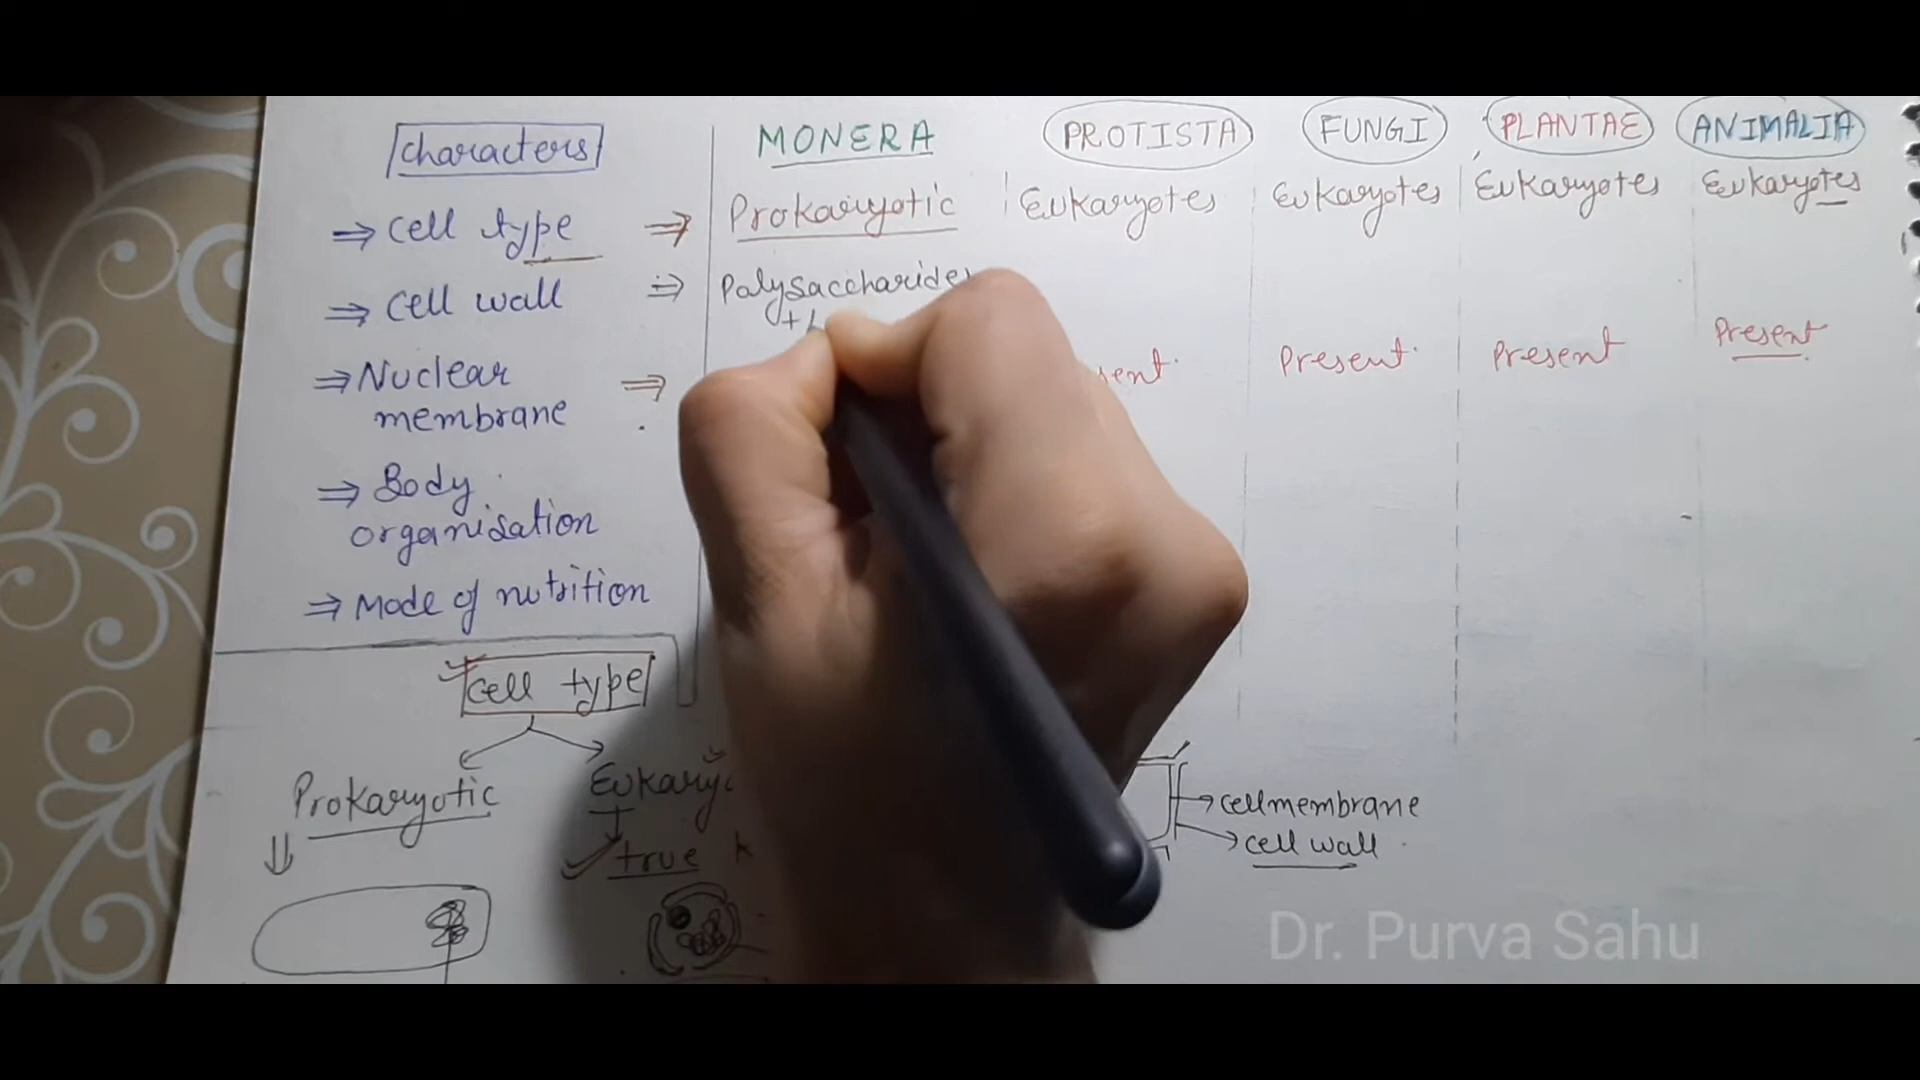 characters
MONERA
PROTISTA
FUNGI
PLANTAE
ANIMALIA
⇒ cell type ⇒
Prokaryotic
Eukaryotes
Eukaryotes
Eukaryotes
Eukaryotes
⇒ cell wall ⇒
Polysaccharides
+
⇒ Nuclear ⇒
membrane
Present
Present
Present
⇒ Body
organisation
⇒ Mode of nutrition
cell type
Prokaryotic
true
cellmembrane
cell wall
Dr. Purva Sahu